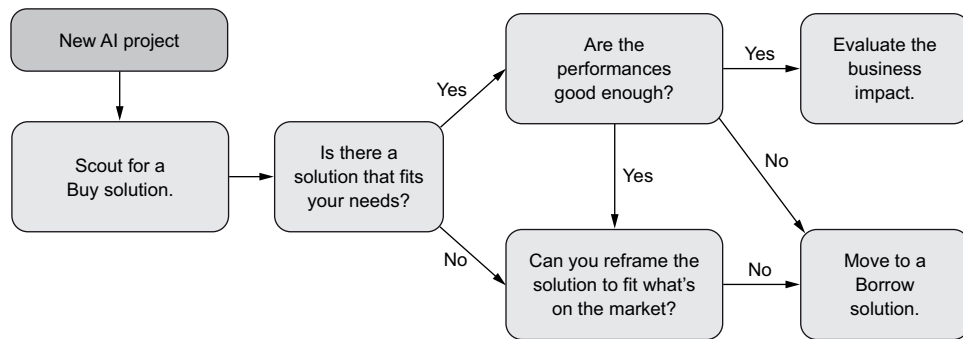 New AI project
Scout for a
Buy solution.
Is there a
solution that fits
your needs?
Yes
No
Are the
performances
good enough?
Yes
Evaluate the
business
impact.
Yes
No
Can you reframe the
solution to fit what's
on the market?
No
Move to a
Borrow
solution.